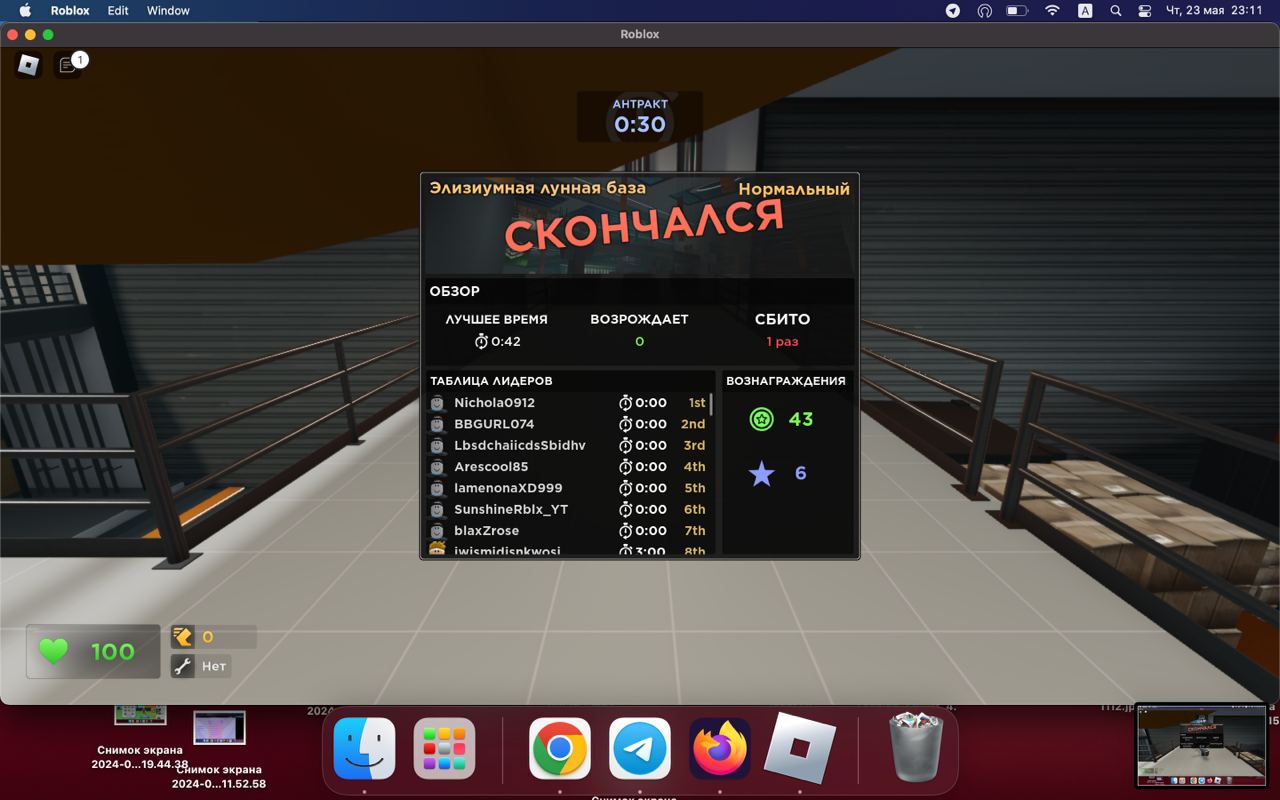 Roblox Edit Window А Чт, 23 мая 23:11
Roblox
1
АНТРАКТ
0:30
Элизиумная лунная база Нормальный
СКОНЧАЛСЯ
ОБЗОР
ЛУЧШЕЕ ВРЕМЯ ВОЗРОЖДАЕТ СБИТО
0:42 0 1 раз
ТАБЛИЦА ЛИДЕРОВ ВОЗНАГРАЖДЕНИЯ
Nichola0912 0:00 1st
BBGURL074 0:00 2nd
LbsdchaiicdsSbidhv 0:00 3rd
Arescool85 0:00 4th
IamenonaXD999 0:00 5th
SunshineRblx_YT 0:00 6th
blaxZrose 0:00 7th
iwismidisnkwosi 3:00 8th
43
6
100
0
Нет
Снимок экрана
2024-0...19.44.38
Снимок экрана
2024-0...11.52.58